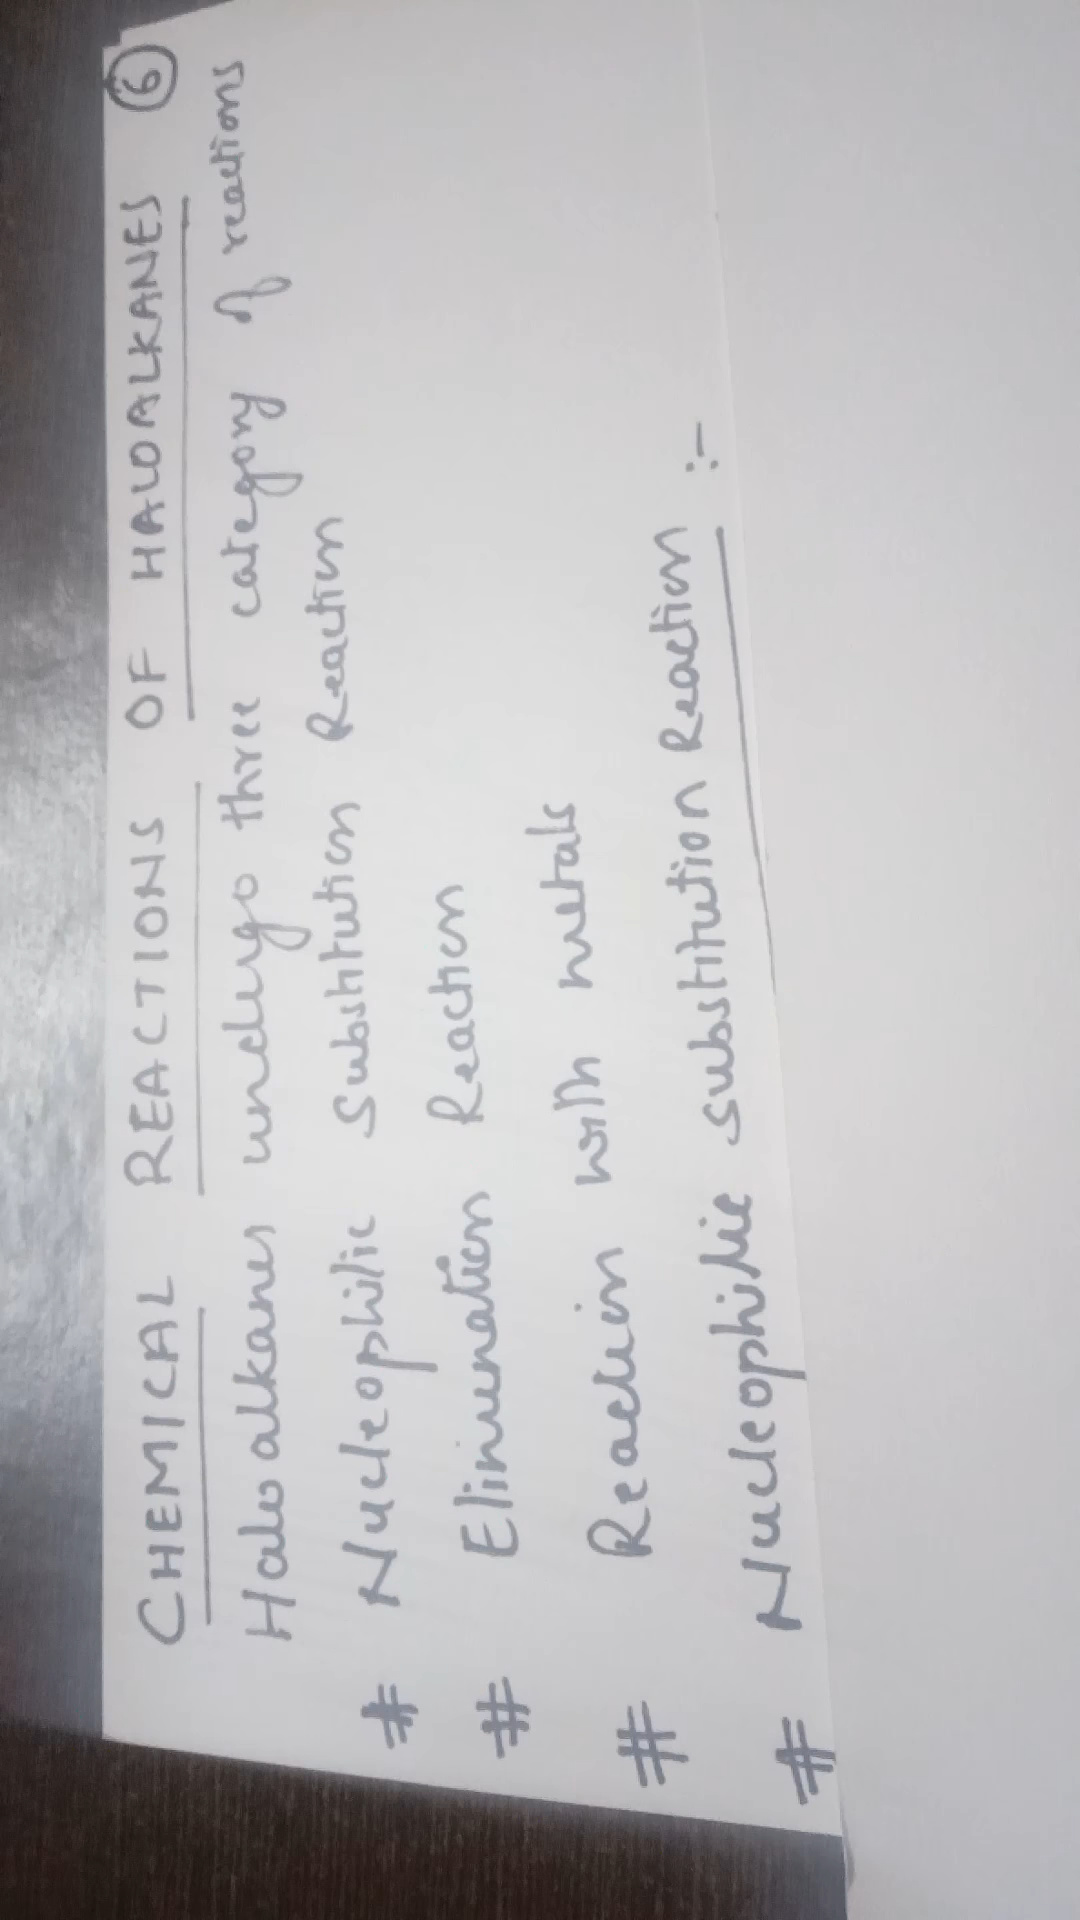 CHEMICAL REACTIONS OF HALOALKANES 6
Haloalkanes undergo three category of reactions
# Nucleophilic Substitution Reaction
# Elimination Reaction
# Reaction with metals
# Nucleophilic substitution Reaction :-